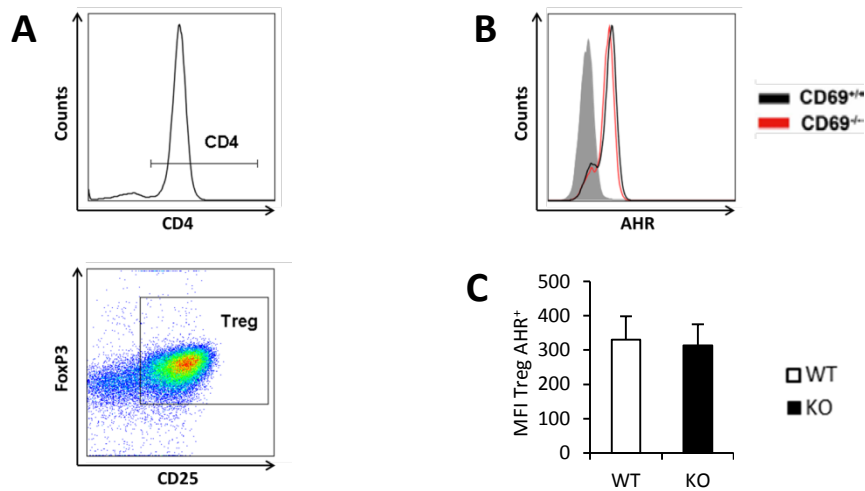 A
Counts
CD4
CD4
B
Counts
AHR
CD69+/+
CD69-/-
FoxP3
Treg
CD25
C
MFI Treg AHR+
500
400
300
200
100
0
WT
KO
WT
KO